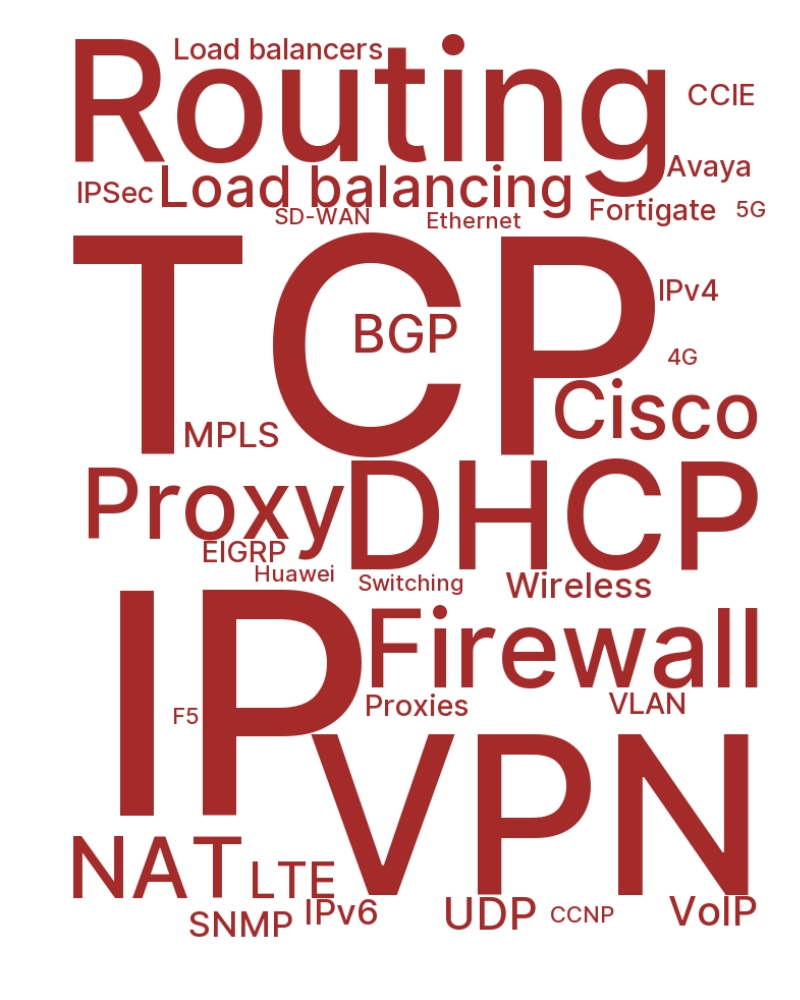 Load balancers
Routing
CCIE
Avaya
IPSec
Load balancing
Fortigate
5G
SD-WAN
Ethernet
TCP
IPv4
BGP
4G
Cisco
MPLS
Proxy
DHCP
EIGRP
Huawei
Switching
Wireless
IP
Firewall
F5
Proxies
VLAN
VPN
NAT
LTE
SNMP
IPv6
UDP
CCNP
VoIP